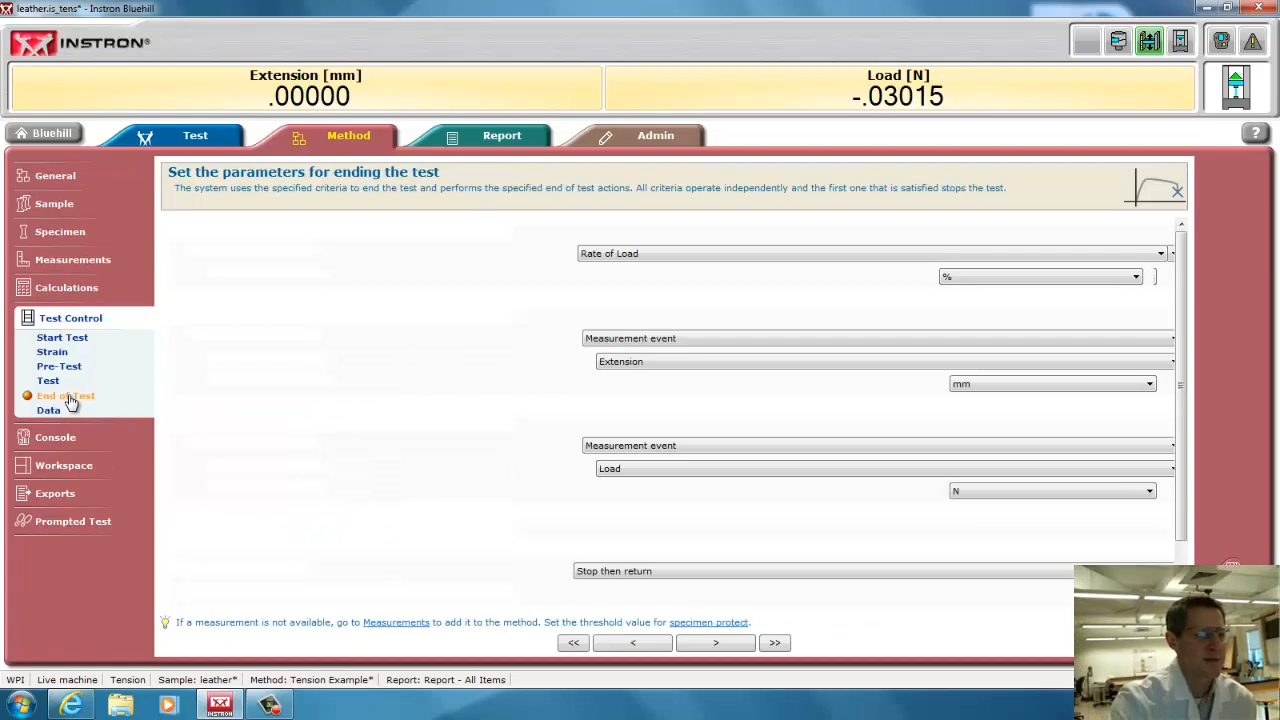 leather.is_tens* - Instron Bluehill
INSTRON®
Extension [mm]
.00000
Load [N]
-.03015
Bluehill
Test
Method
Report
Admin
?
General
Sample
Specimen
Measurements
Calculations
Test Control
Start Test
Strain
Pre-Test
Test
End of Test
Data
Console
Workspace
Exports
Prompted Test
Set the parameters for ending the test
The system uses the specified criteria to end the test and performs the specified end of test actions. All criteria operate independently and the first one that is satisfied stops the test.
Rate of Load
%
Measurement event
Extension
mm
Measurement event
Load
N
Stop then return
If a measurement is not available, go to Measurements to add it to the method. Set the threshold value for specimen protect.
<< < > >>
WPI Live machine Tension Sample: leather* Method: Tension Example* Report: Report - All Items
INSTRON